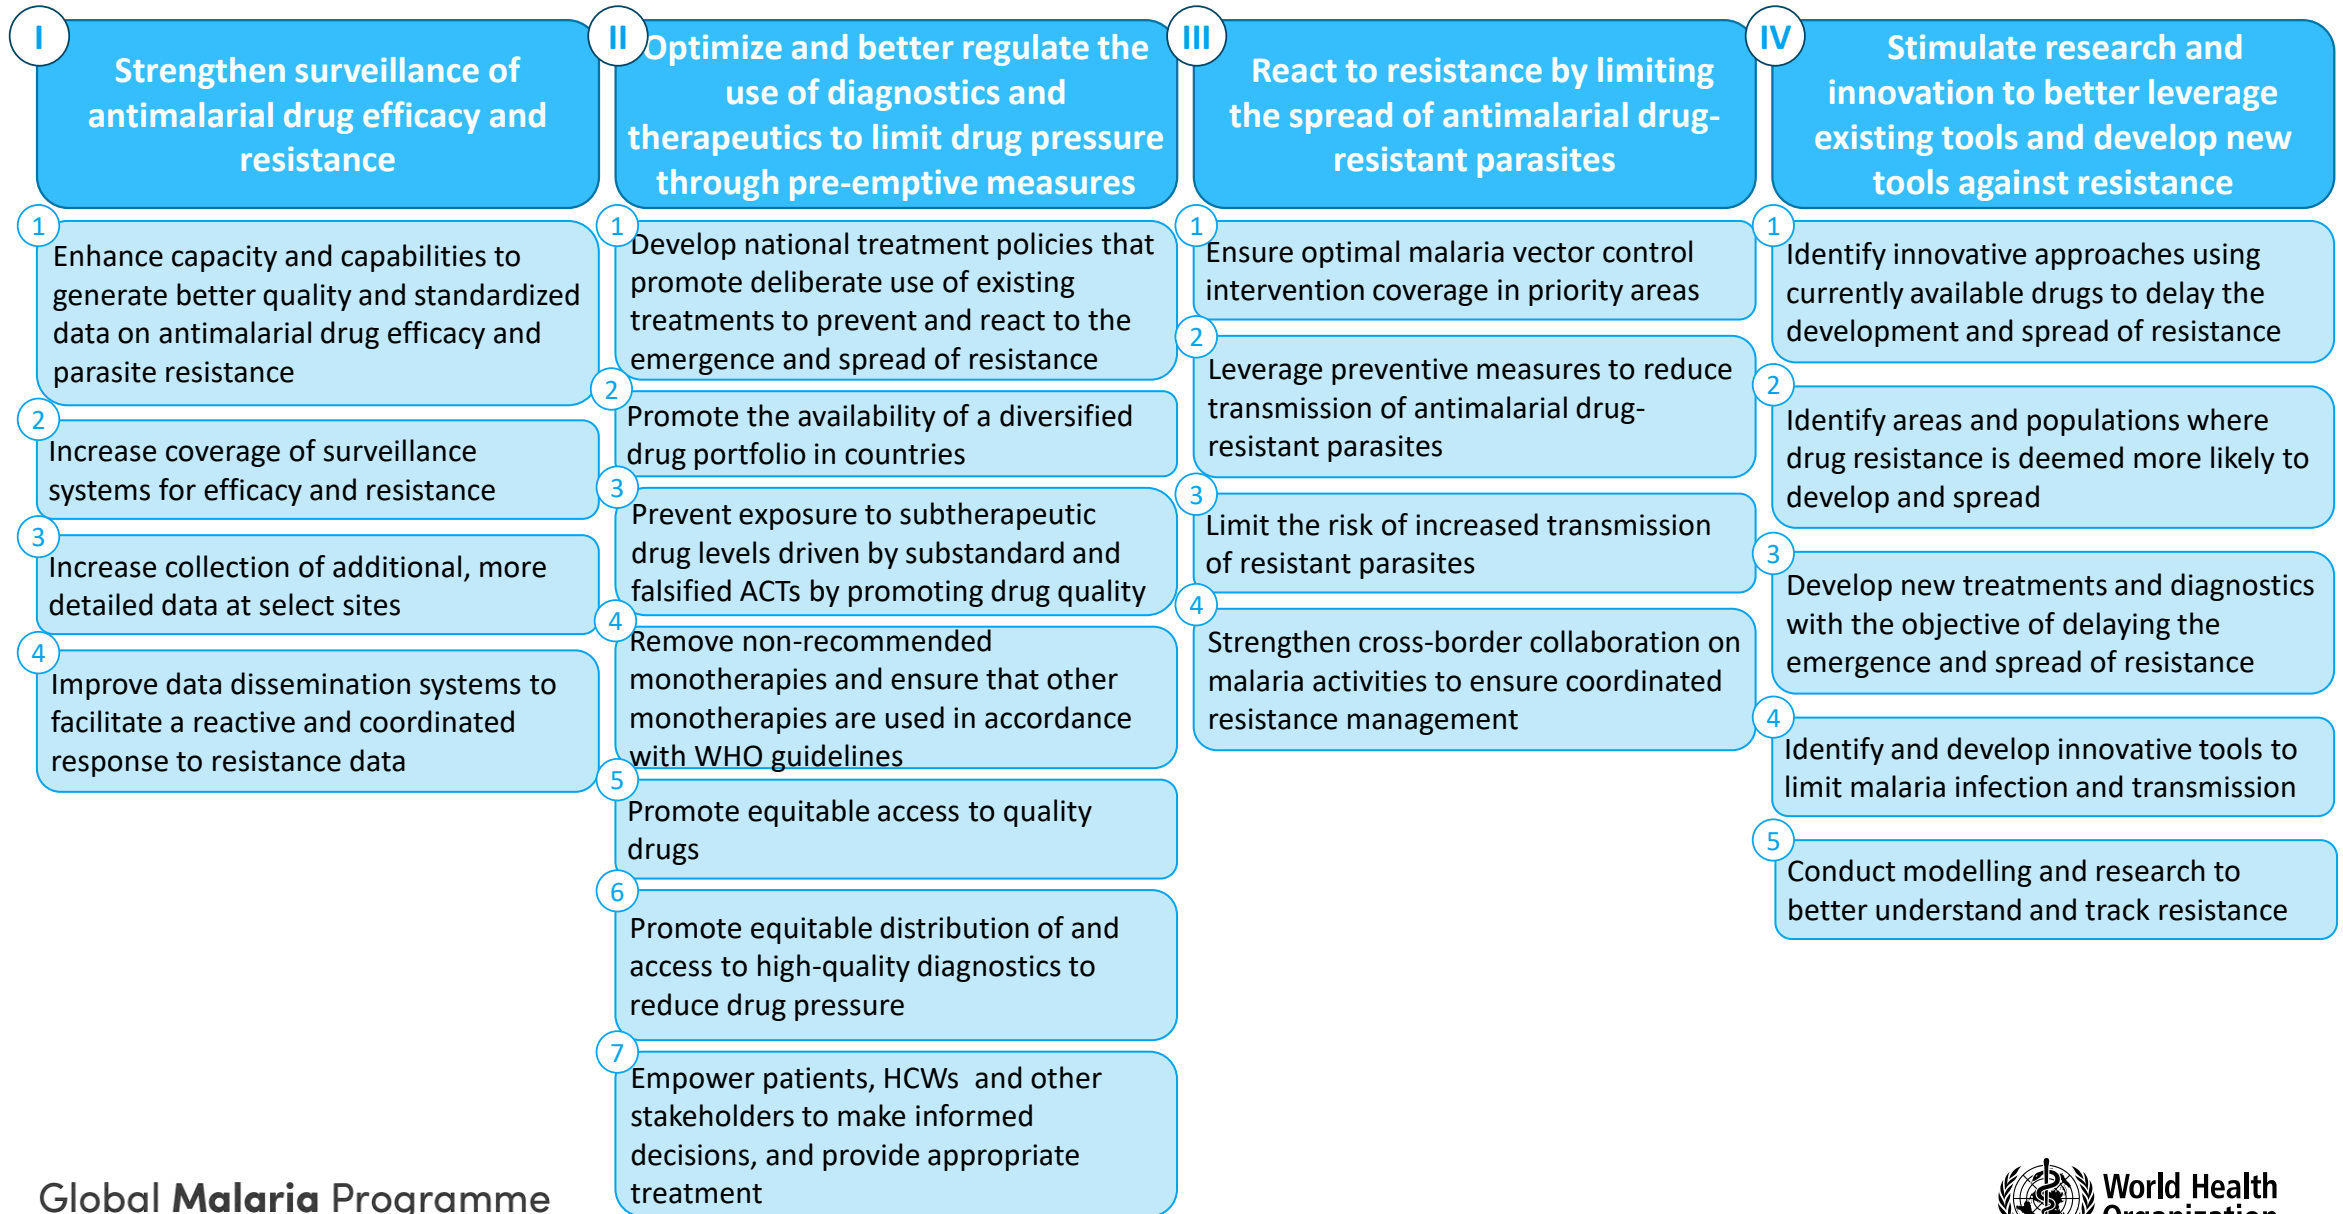 I
Strengthen surveillance of
antimalarial drug efficacy and
resistance
1
Enhance capacity and capabilities to
generate better quality and standardized
data on antimalarial drug efficacy and
parasite resistance
2
Increase coverage of surveillance
systems for efficacy and resistance
3
Increase collection of additional, more
detailed data at select sites
4
Improve data dissemination systems to
facilitate a reactive and coordinated
response to resistance data
II
Optimize and better regulate the
use of diagnostics and
therapeutics to limit drug pressure
through pre-emptive measures
1
Develop national treatment policies that
promote deliberate use of existing
treatments to prevent and react to the
emergence and spread of resistance
2
Promote the availability of a diversified
drug portfolio in countries
3
Prevent exposure to subtherapeutic
drug levels driven by substandard and
falsified ACTs by promoting drug quality
4
Remove non-recommended
monotherapies and ensure that other
monotherapies are used in accordance
with WHO guidelines
5
Promote equitable access to quality
drugs
6
Promote equitable distribution of and
access to high-quality diagnostics to
reduce drug pressure
7
Empower patients, HCWs and other
stakeholders to make informed
decisions, and provide appropriate
treatment
III
React to resistance by limiting
the spread of antimalarial drug-
resistant parasites
1
Ensure optimal malaria vector control
intervention coverage in priority areas
2
Leverage preventive measures to reduce
transmission of antimalarial drug-
resistant parasites
3
Limit the risk of increased transmission
of resistant parasites
4
Strengthen cross-border collaboration on
malaria activities to ensure coordinated
resistance management
IV
Stimulate research and
innovation to better leverage
existing tools and develop new
tools against resistance
1
Identify innovative approaches using
currently available drugs to delay the
development and spread of resistance
2
Identify areas and populations where
drug resistance is deemed more likely to
develop and spread
3
Develop new treatments and diagnostics
with the objective of delaying the
emergence and spread of resistance
4
Identify and develop innovative tools to
limit malaria infection and transmission
5
Conduct modelling and research to
better understand and track resistance
Global Malaria Programme
World Health
Organization